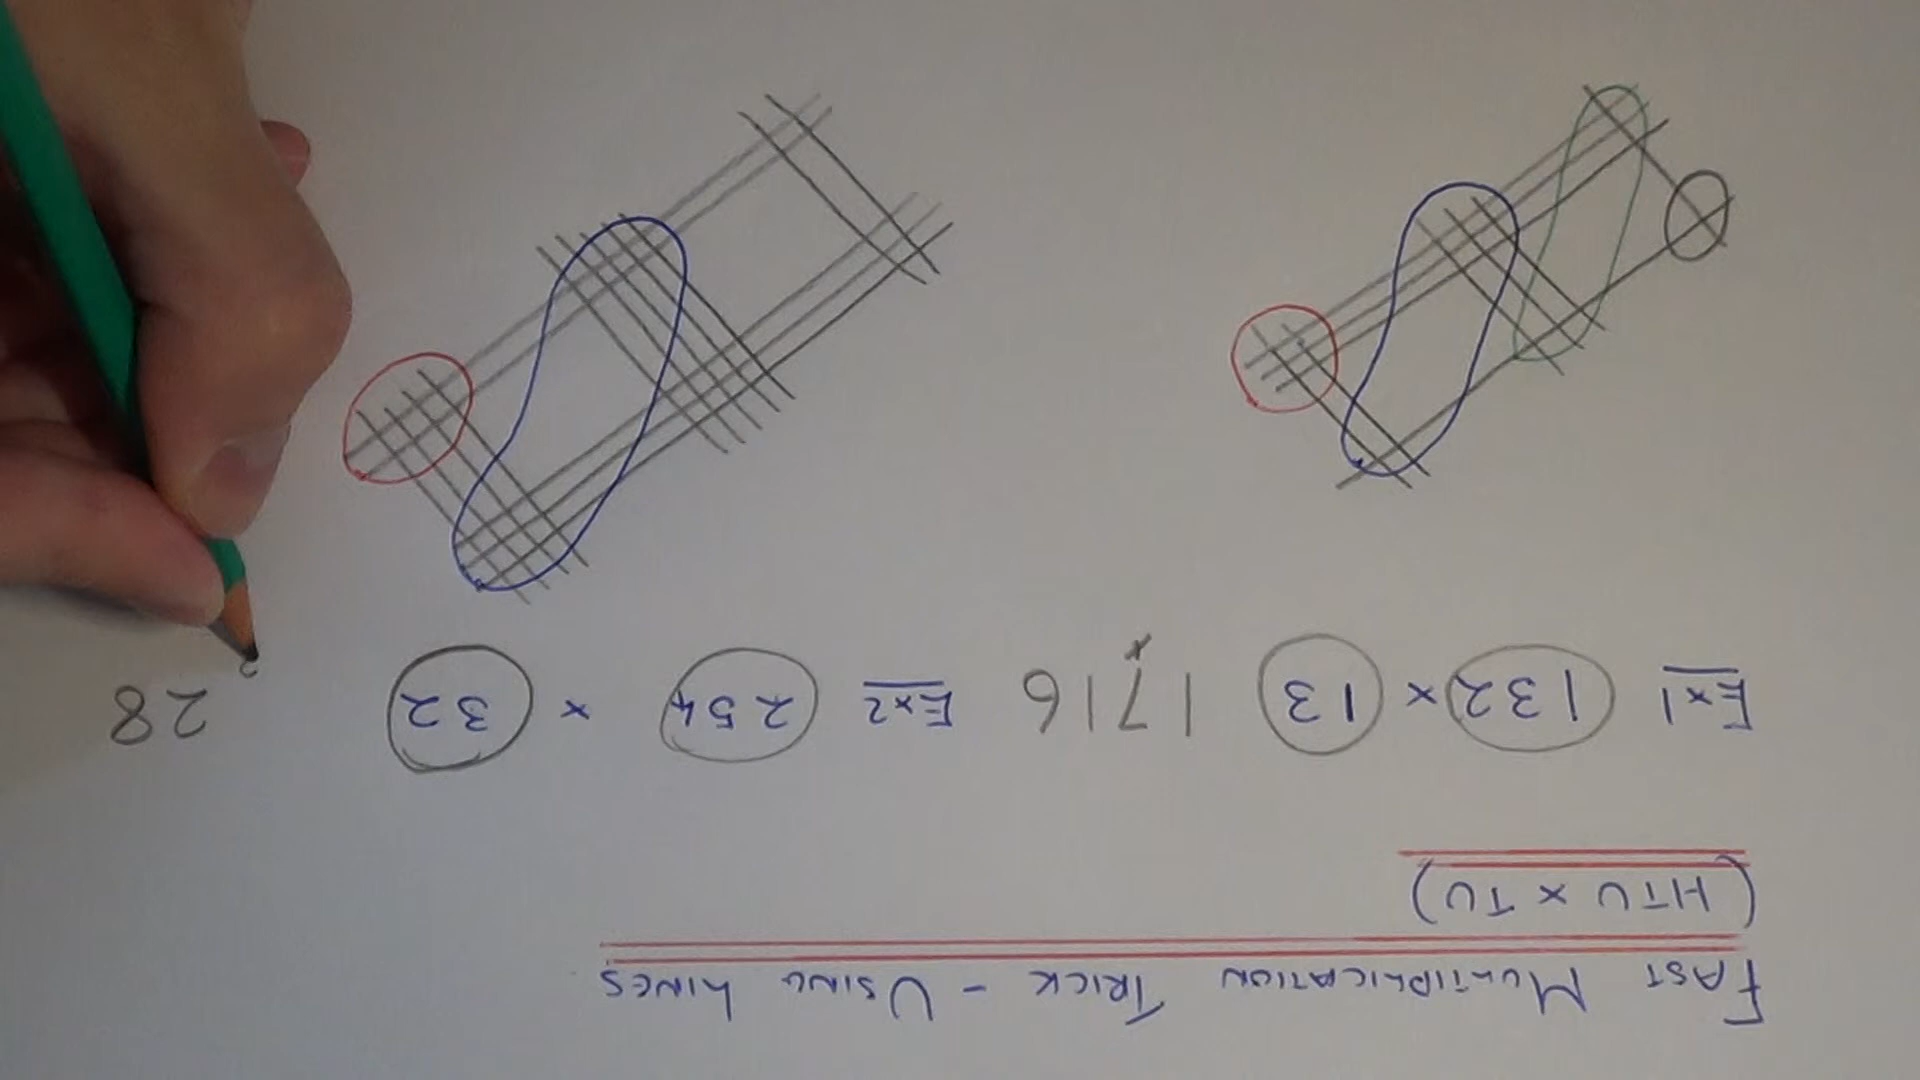 FAST MULTIPLICATION TRICK - USING LINES
(HTU × TU)
Ex1 132 × 13 1716 Ex2 254 × 32 28